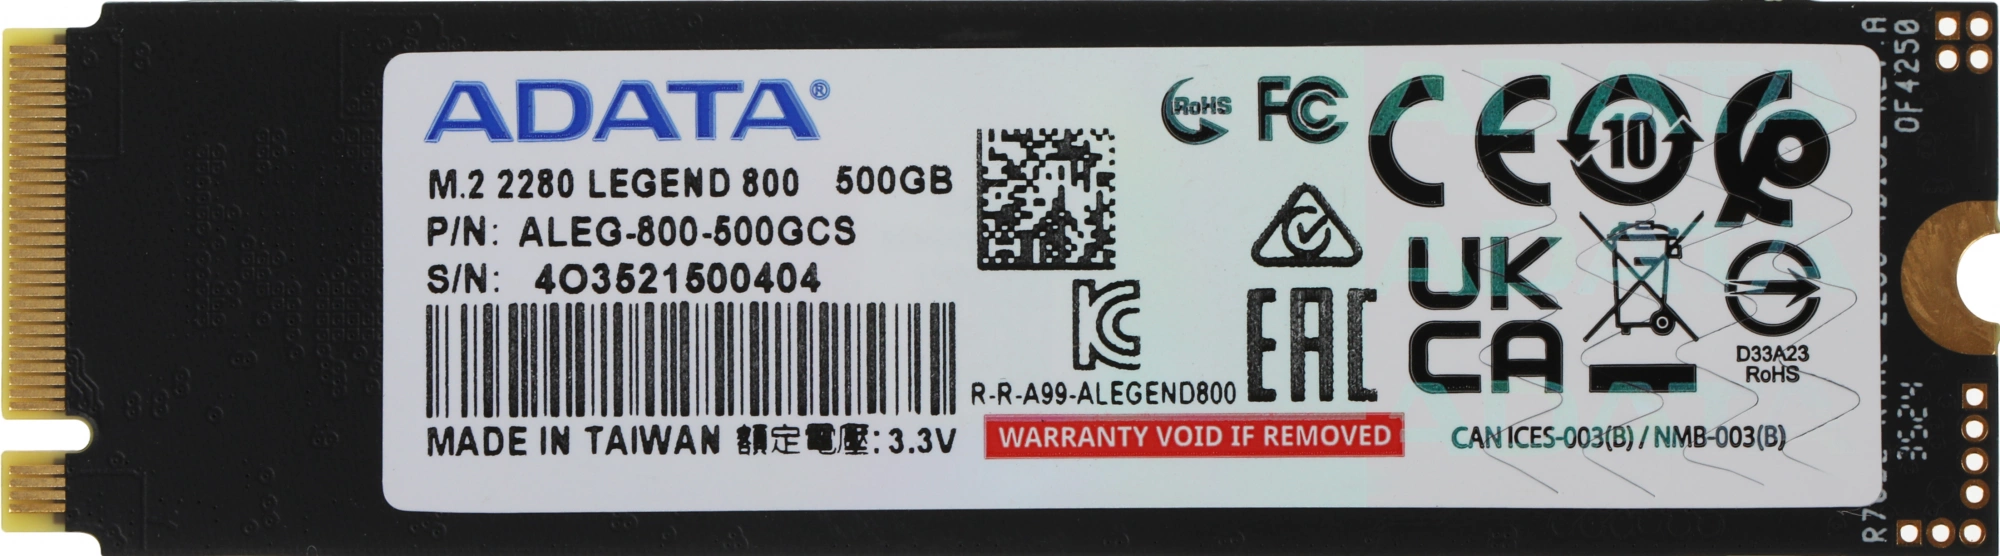 ADATA®
M.2 2280 LEGEND 800 500GB
P/N: ALEG-800-500GCS
S/N: 4O3521500404
MADE IN TAIWAN 額定電壓: 3.3V
R-R-A99-ALEGEND800
WARRANTY VOID IF REMOVED
RoHS
FC
CE
10
UK
CA
EAC
D33A23
RoHS
CAN ICES-003(B) / NMB-003(B)
OF4250
3524